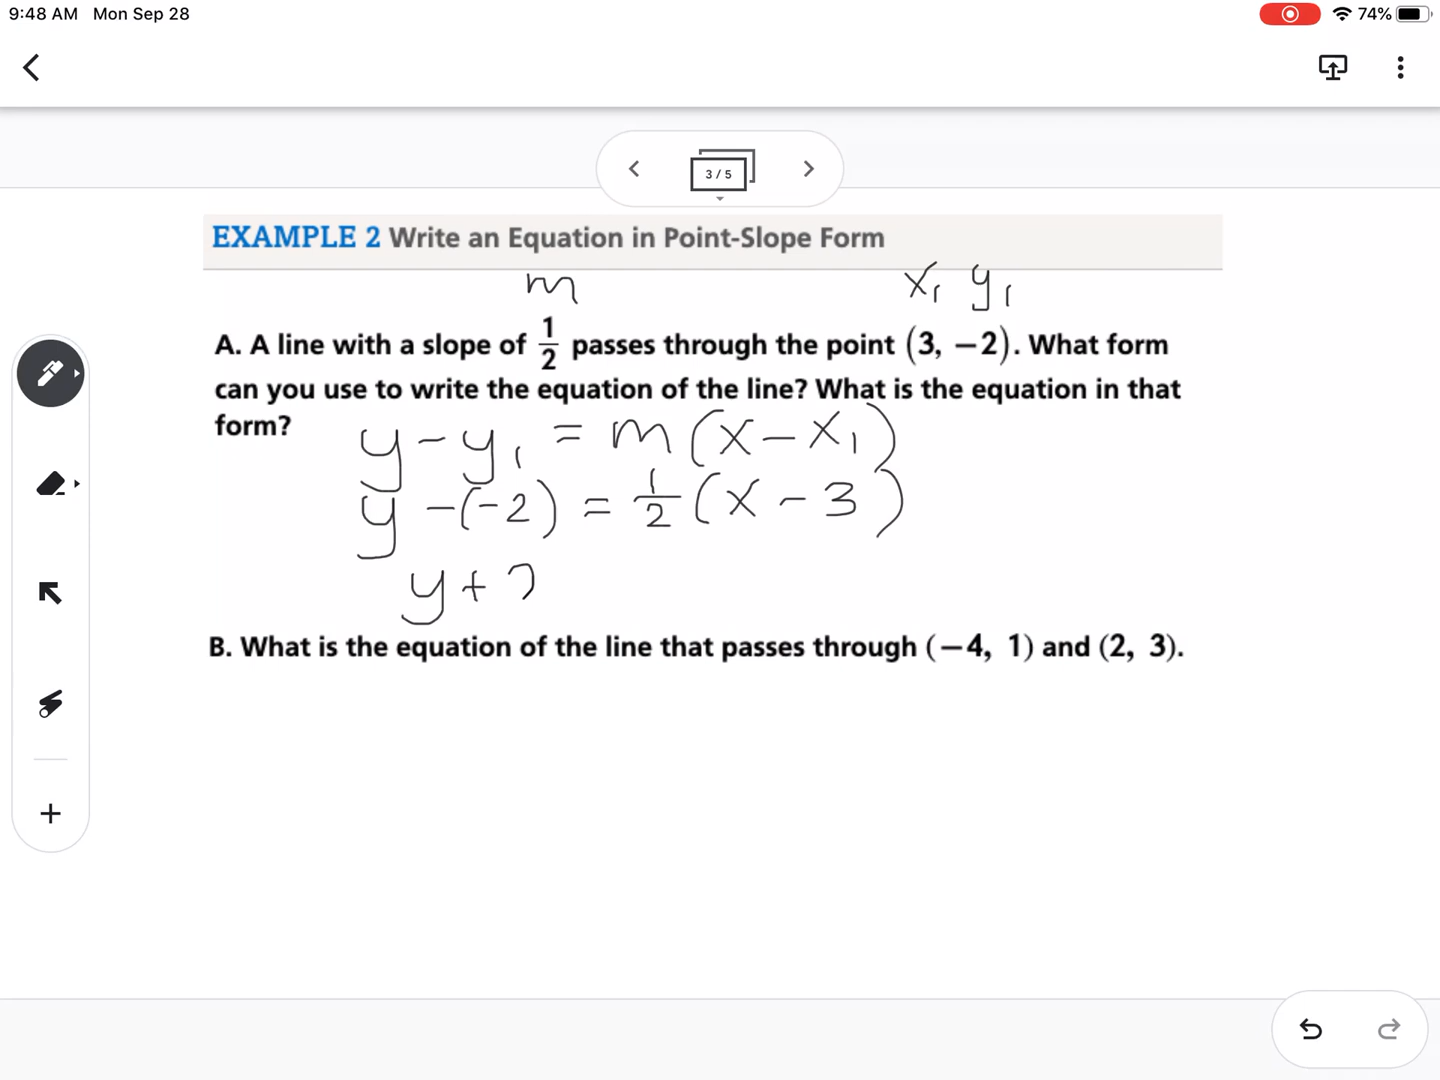 9:48 AM Mon Sep 28
74%
3 / 5
EXAMPLE 2 Write an Equation in Point-Slope Form
m x₁ y₁
A. A line with a slope of 1/2 passes through the point (3, −2). What form
can you use to write the equation of the line? What is the equation in that
form?
y − y₁ = m(x − x₁)
y −(−2) = 1/2 (x − 3)
y +
B. What is the equation of the line that passes through (−4, 1) and (2, 3).